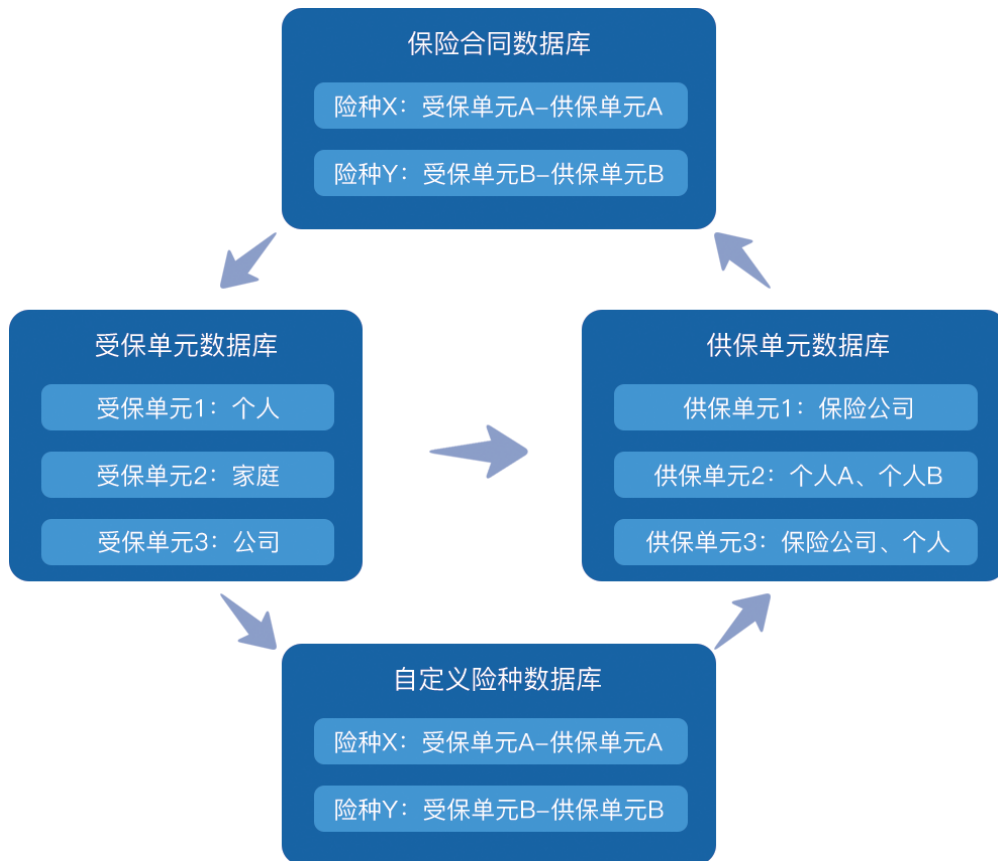 保险合同数据库
险种X：受保单元A–供保单元A
险种Y：受保单元B–供保单元B
受保单元数据库
受保单元1：个人
受保单元2：家庭
受保单元3：公司
供保单元数据库
供保单元1：保险公司
供保单元2：个人A、个人B
供保单元3：保险公司、个人
自定义险种数据库
险种X：受保单元A–供保单元A
险种Y：受保单元B–供保单元B